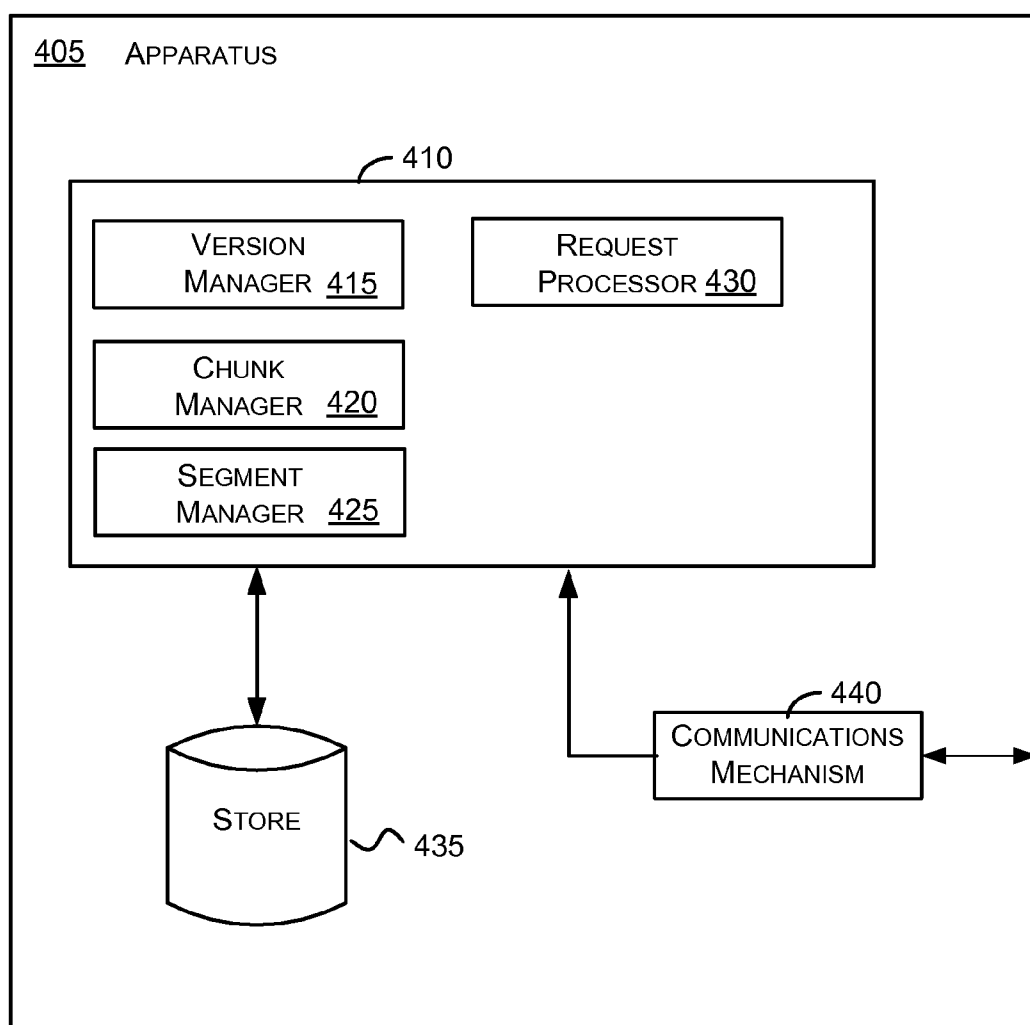 405 APPARATUS
410
VERSION
MANAGER 415
REQUEST
PROCESSOR 430
CHUNK
MANAGER 420
SEGMENT
MANAGER 425
440
COMMUNICATIONS
MECHANISM
STORE
435